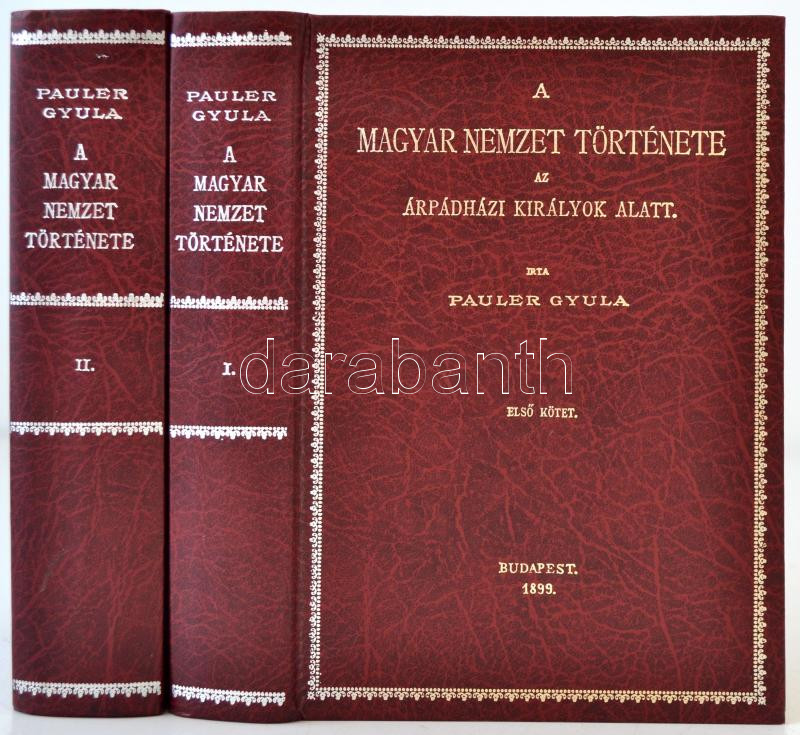 PAULER
GYULA
A
MAGYAR
NEMZET
TÖRTÉNETE
II.
PAULER
GYULA
A
MAGYAR
NEMZET
TÖRTÉNETE
I.
A
MAGYAR NEMZET TÖRTÉNETE
AZ
ÁRPÁDHÁZI KIRÁLYOK ALATT.
IRTA
PAULER GYULA
ELSŐ KÖTET.
BUDAPEST.
1899.
darabanth